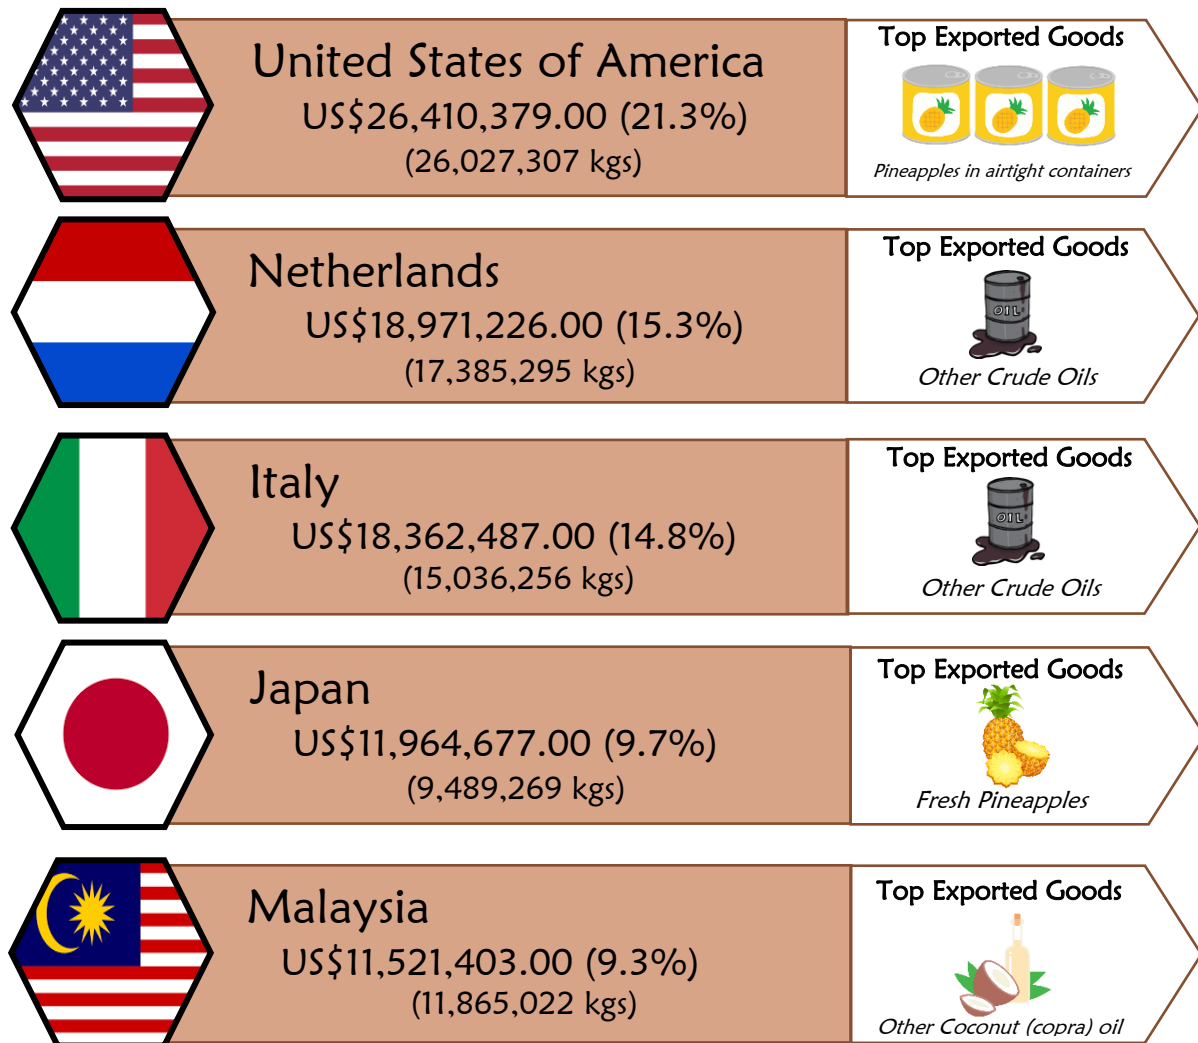 United States of America
US$26,410,379.00 (21.3%)
(26,027,307 kgs)
Top Exported Goods
Pineapples in airtight containers
Netherlands
US$18,971,226.00 (15.3%)
(17,385,295 kgs)
Top Exported Goods
OIL
Other Crude Oils
Italy
US$18,362,487.00 (14.8%)
(15,036,256 kgs)
Top Exported Goods
OIL
Other Crude Oils
Japan
US$11,964,677.00 (9.7%)
(9,489,269 kgs)
Top Exported Goods
Fresh Pineapples
Malaysia
US$11,521,403.00 (9.3%)
(11,865,022 kgs)
Top Exported Goods
Other Coconut (copra) oil